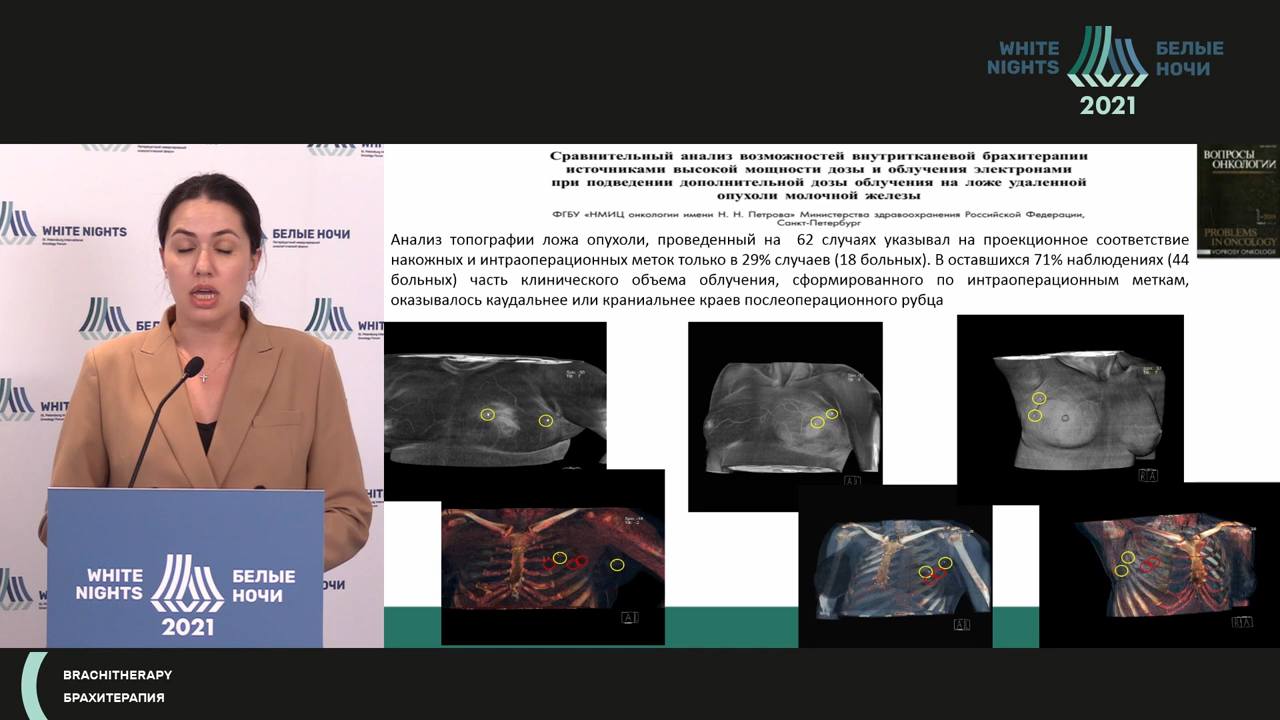 WHITE NIGHTS
БЕЛЫЕ НОЧИ
2021
Сравнительный анализ возможностей внутритканевой брахитерапии
источниками высокой мощности дозы и облучения электронами
при подведении дополнительной дозы облучения на ложе удаленной
опухоли молочной железы
ФГБУ «НМИЦ онкологии имени Н. Н. Петрова» Министерства здравоохранения Российской Федерации,
Санкт-Петербург
ВОПРОСЫ
ОНКОЛОГИИ
PROBLEMS
IN ONCOLOGY
VOPROSY ONKOLOGII
Анализ топографии ложа опухоли, проведенный на 62 случаях указывал на проекционное соответствие
накожных и интраоперационных меток только в 29% случаев (18 больных). В оставшихся 71% наблюдениях (44
больных) часть клинического объема облучения, сформированного по интраоперационным меткам,
оказывалось каудальнее или краниальнее краев послеоперационного рубца
WHITE NIGHTS
БЕЛЫЕ НОЧИ
БЕЛ
WHIT
WHITE NIGHTS
БЕЛЫЕ НОЧИ
2021
BRACHITHERAPY
БРАХИТЕРАПИЯ